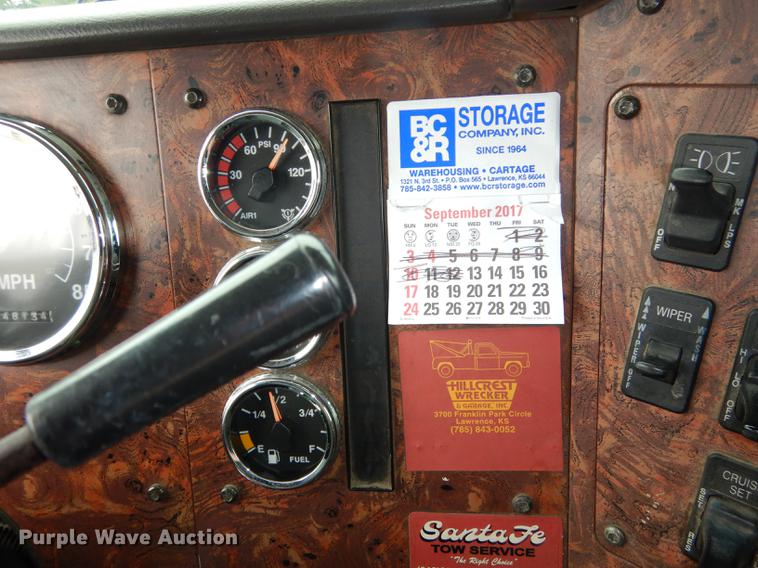 BC
&R
STORAGE
COMPANY, INC.
SINCE 1964
WAREHOUSING • CARTAGE
1321 N. 3rd St. • P.O. Box 565 • Lawrence, KS 66044
785-842-3858 • www.bcrstorage.com
September 2017
SUN MON TUE WED THU FRI SAT
1 2
3 4 5 6 7 8 9
10 11 12 13 14 15 16
17 18 19 20 21 22 23
24 25 26 27 28 29 30
HILLCREST
WRECKER
& GARAGE, INC.
3700 Franklin Park Circle
Lawrence, KS
(785) 843-0052
Santa Fe
TOW SERVICE
"The Right Choice"
30 60 PSI 90 120
AIR1
1/4 1/2 3/4
E F
FUEL
MPH
85
OFF
MK LPS
WIPER
WIPER
WASH
OFF
CRUISE
SET
SET
RES
Purple Wave Auction